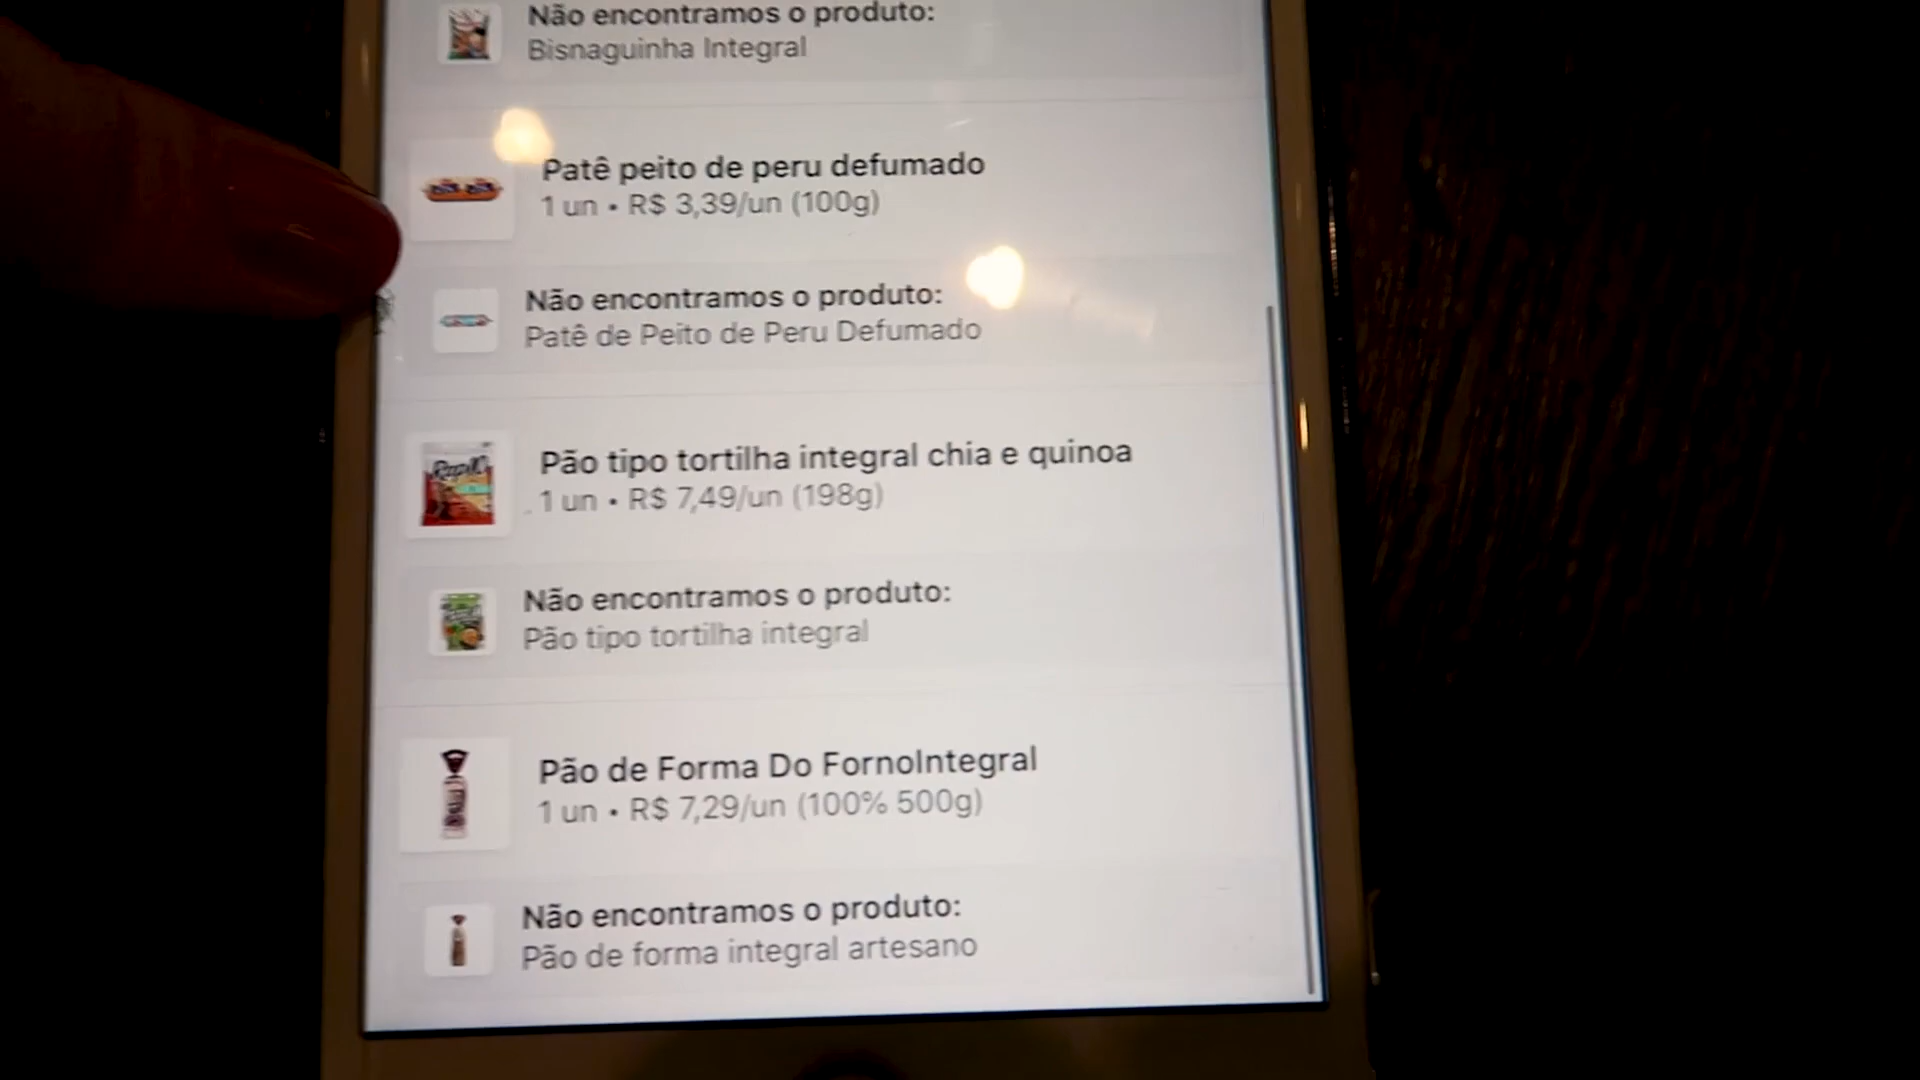 Não encontramos o produto:
Bisnaguinha Integral
Patê peito de peru defumado
1 un • R$ 3,39/un (100g)
Não encontramos o produto:
Patê de Peito de Peru Defumado
Pão tipo tortilha integral chia e quinoa
1 un • R$ 7,49/un (198g)
Não encontramos o produto:
Pão tipo tortilha integral
Pão de Forma Do FornoIntegral
1 un • R$ 7,29/un (100% 500g)
Não encontramos o produto:
Pão de forma integral artesano